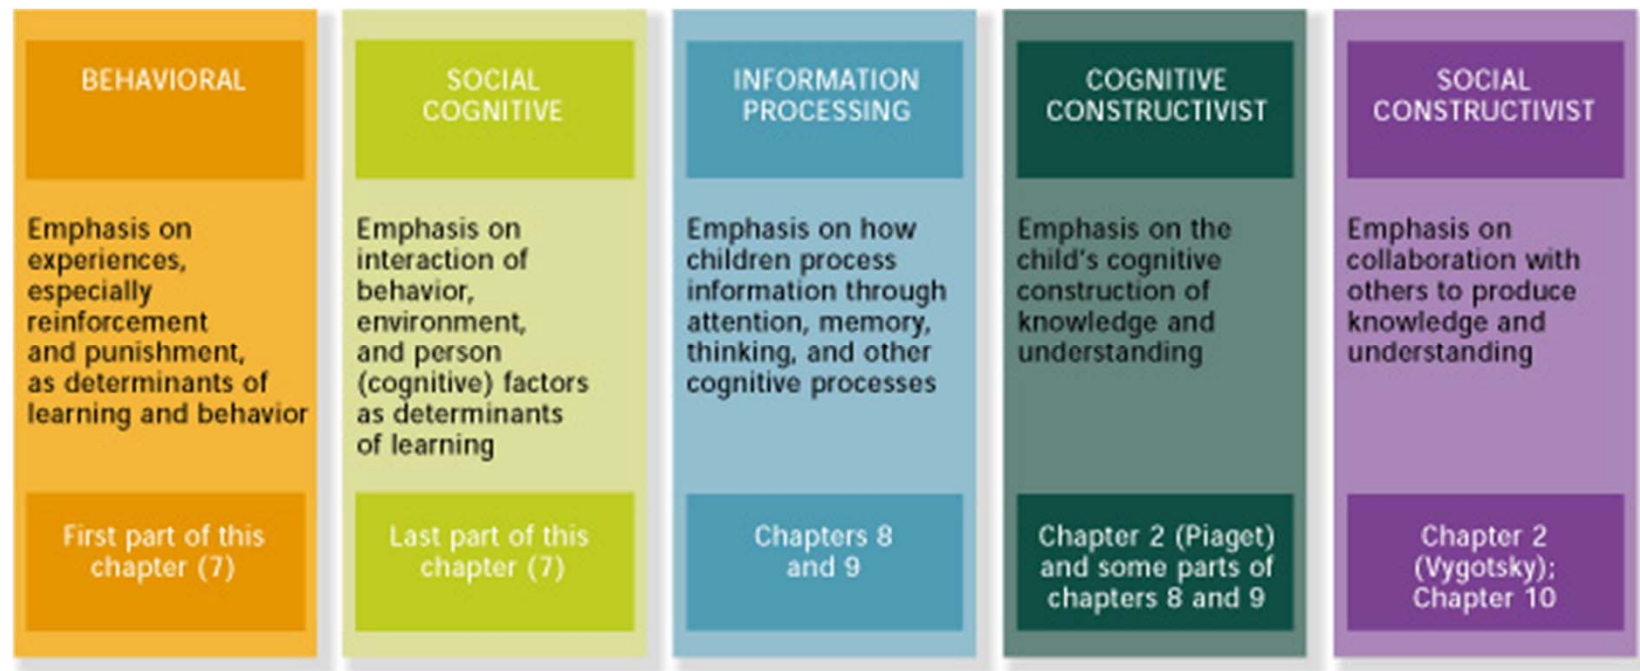 BEHAVIORAL
Emphasis on
experiences,
especially
reinforcement
and punishment,
as determinants of
learning and behavior
First part of this
chapter (7)
SOCIAL
COGNITIVE
Emphasis on
interaction of
behavior,
environment,
and person
(cognitive) factors
as determinants
of learning
Last part of this
chapter (7)
INFORMATION
PROCESSING
Emphasis on how
children process
information through
attention, memory,
thinking, and other
cognitive processes
Chapters 8
and 9
COGNITIVE
CONSTRUCTIVIST
Emphasis on the
child's cognitive
construction of
knowledge and
understanding
Chapter 2 (Piaget)
and some parts of
chapters 8 and 9
SOCIAL
CONSTRUCTIVIST
Emphasis on
collaboration with
others to produce
knowledge and
understanding
Chapter 2
(Vygotsky);
Chapter 10